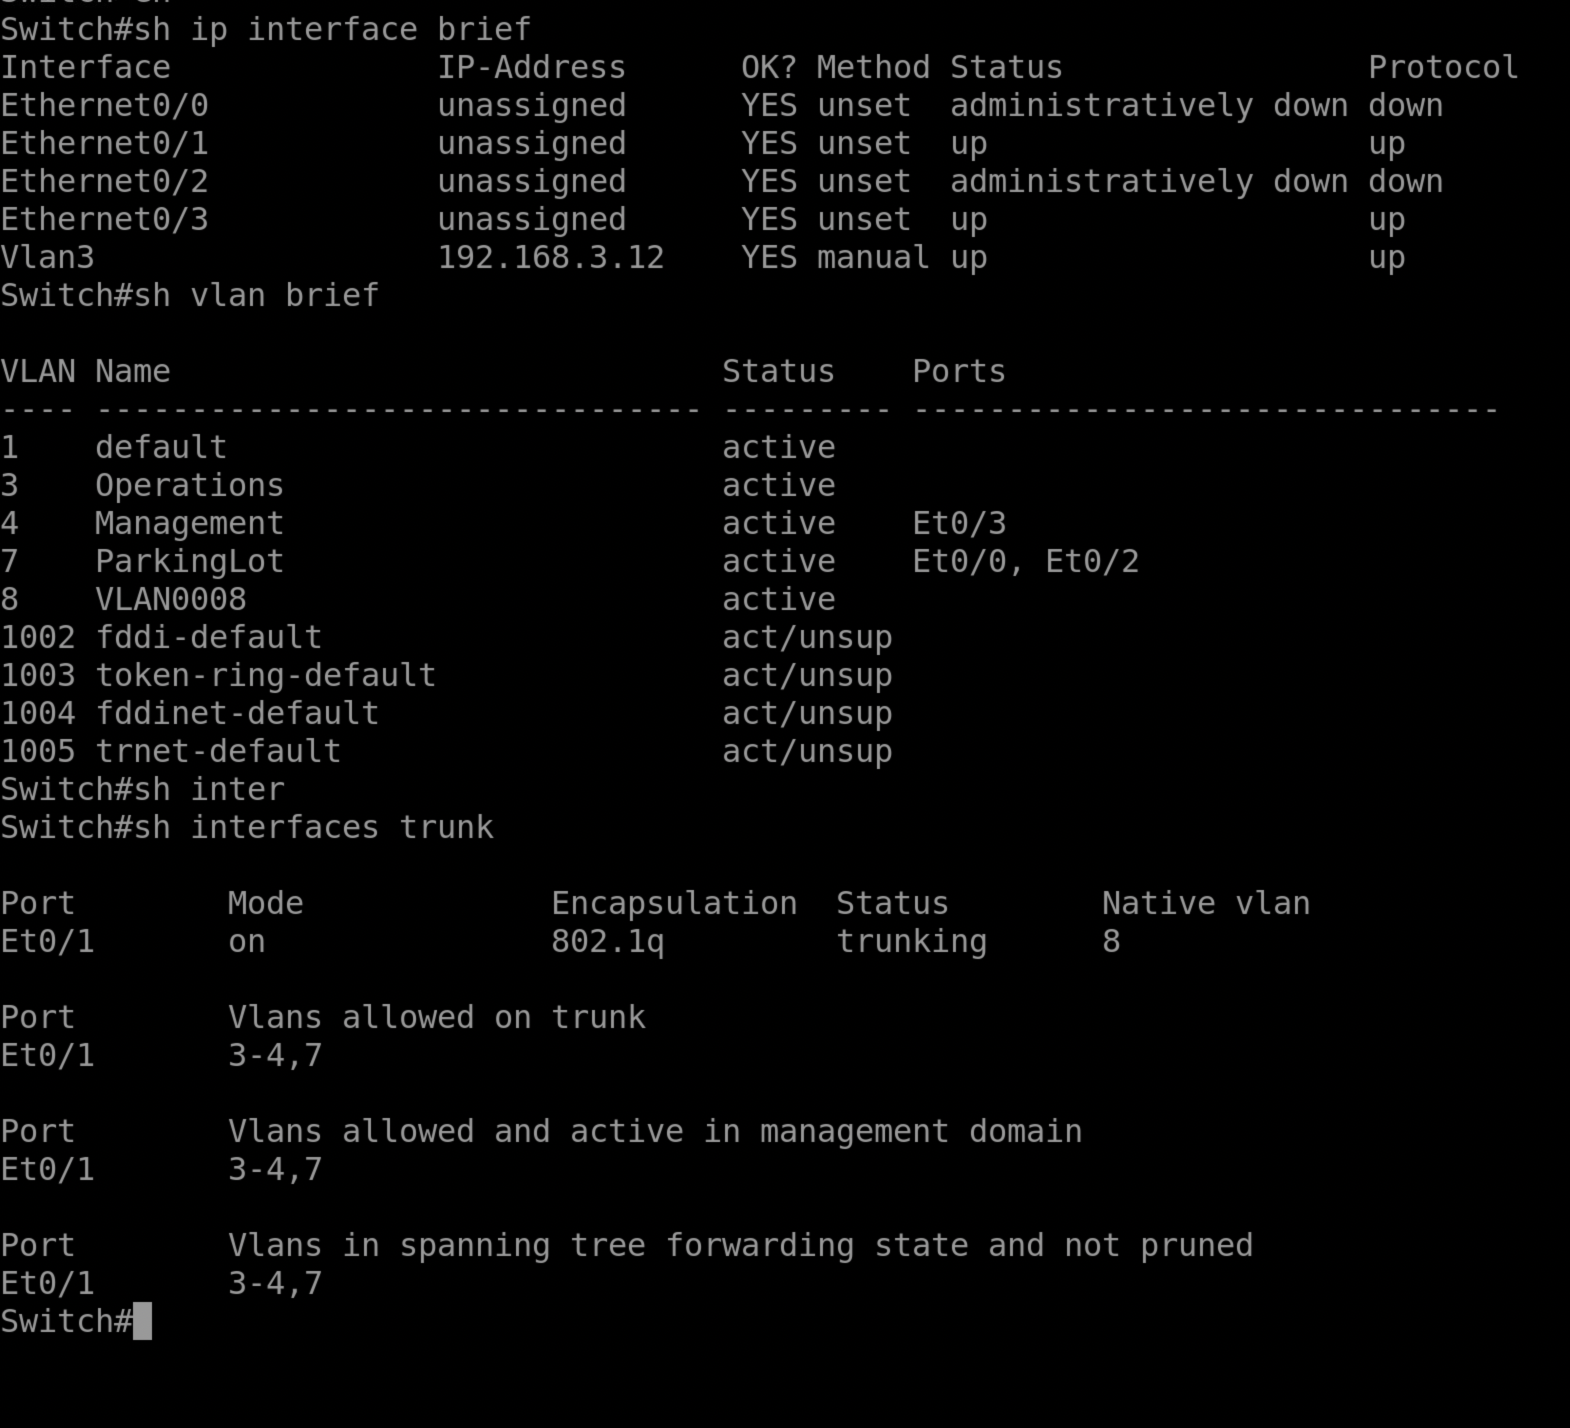 Switch#sh ip interface brief
Interface              IP-Address      OK? Method Status                Protocol
Ethernet0/0            unassigned      YES unset  administratively down down
Ethernet0/1            unassigned      YES unset  up                    up
Ethernet0/2            unassigned      YES unset  administratively down down
Ethernet0/3            unassigned      YES unset  up                    up
Vlan3                  192.168.3.12    YES manual up                    up
Switch#sh vlan brief

VLAN Name                             Status    Ports
---- -------------------------------- --------- -------------------------------
1    default                          active
3    Operations                       active
4    Management                       active    Et0/3
7    ParkingLot                       active    Et0/0, Et0/2
8    VLAN0008                         active
1002 fddi-default                     act/unsup
1003 token-ring-default               act/unsup
1004 fddinet-default                  act/unsup
1005 trnet-default                    act/unsup
Switch#sh inter
Switch#sh interfaces trunk

Port        Mode             Encapsulation  Status        Native vlan
Et0/1       on               802.1q         trunking      8

Port        Vlans allowed on trunk
Et0/1       3-4,7

Port        Vlans allowed and active in management domain
Et0/1       3-4,7

Port        Vlans in spanning tree forwarding state and not pruned
Et0/1       3-4,7
Switch#